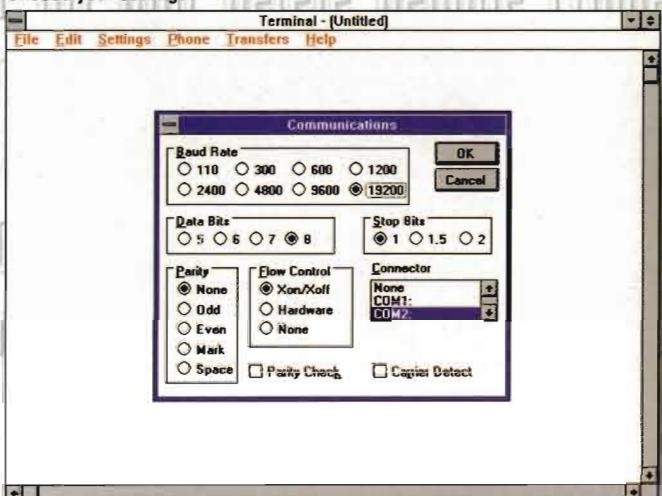 Terminal - (Untitled)
File Edit Settings Phone Transfers Help
Communications
Baud Rate
110 300 600 1200
2400 4800 9600 19200
OK
Cancel
Data Bits
5 6 7 8
Stop Bits
1 1.5 2
Parity
None
Odd
Even
Mark
Space
Flow Control
Xon/Xoff
Hardware
None
Connector
None
COM1:
COM2:
Parity Check
Carrier Detect